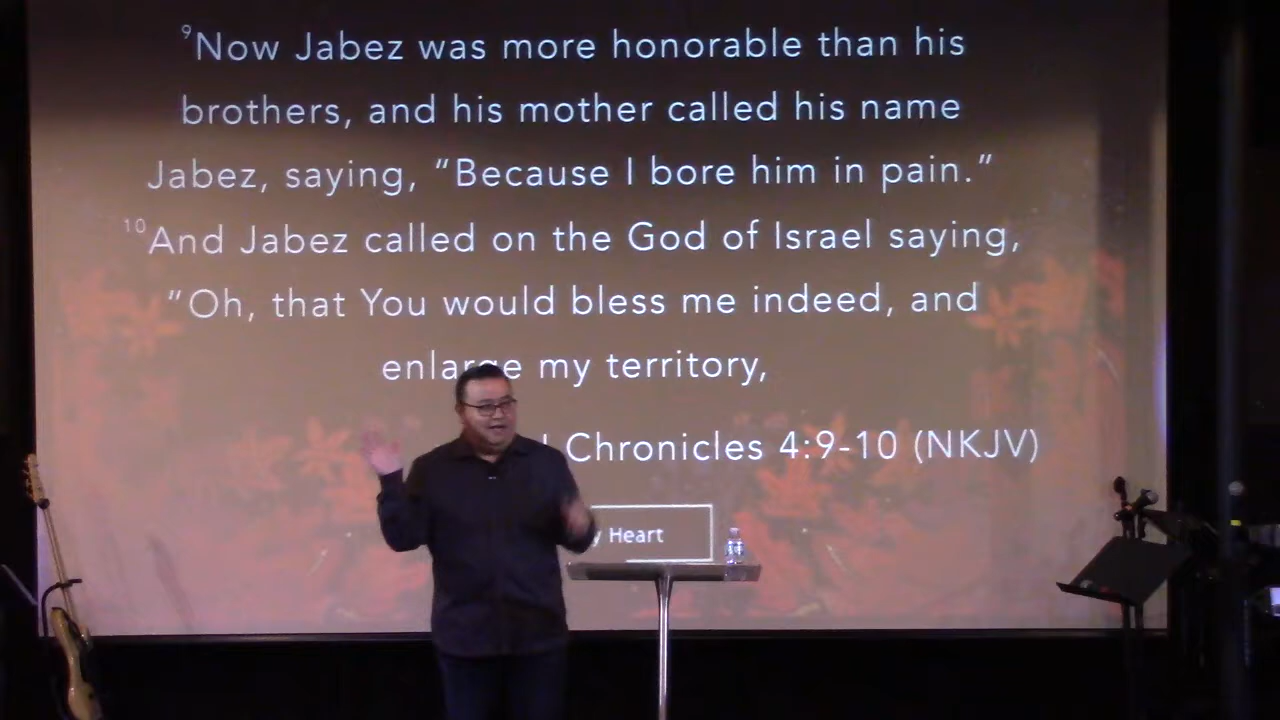 ⁹Now Jabez was more honorable than his
brothers, and his mother called his name
Jabez, saying, “Because I bore him in pain.”
¹⁰And Jabez called on the God of Israel saying,
“Oh, that You would bless me indeed, and
enlarge my territory,
I Chronicles 4:9-10 (NKJV)
y Heart